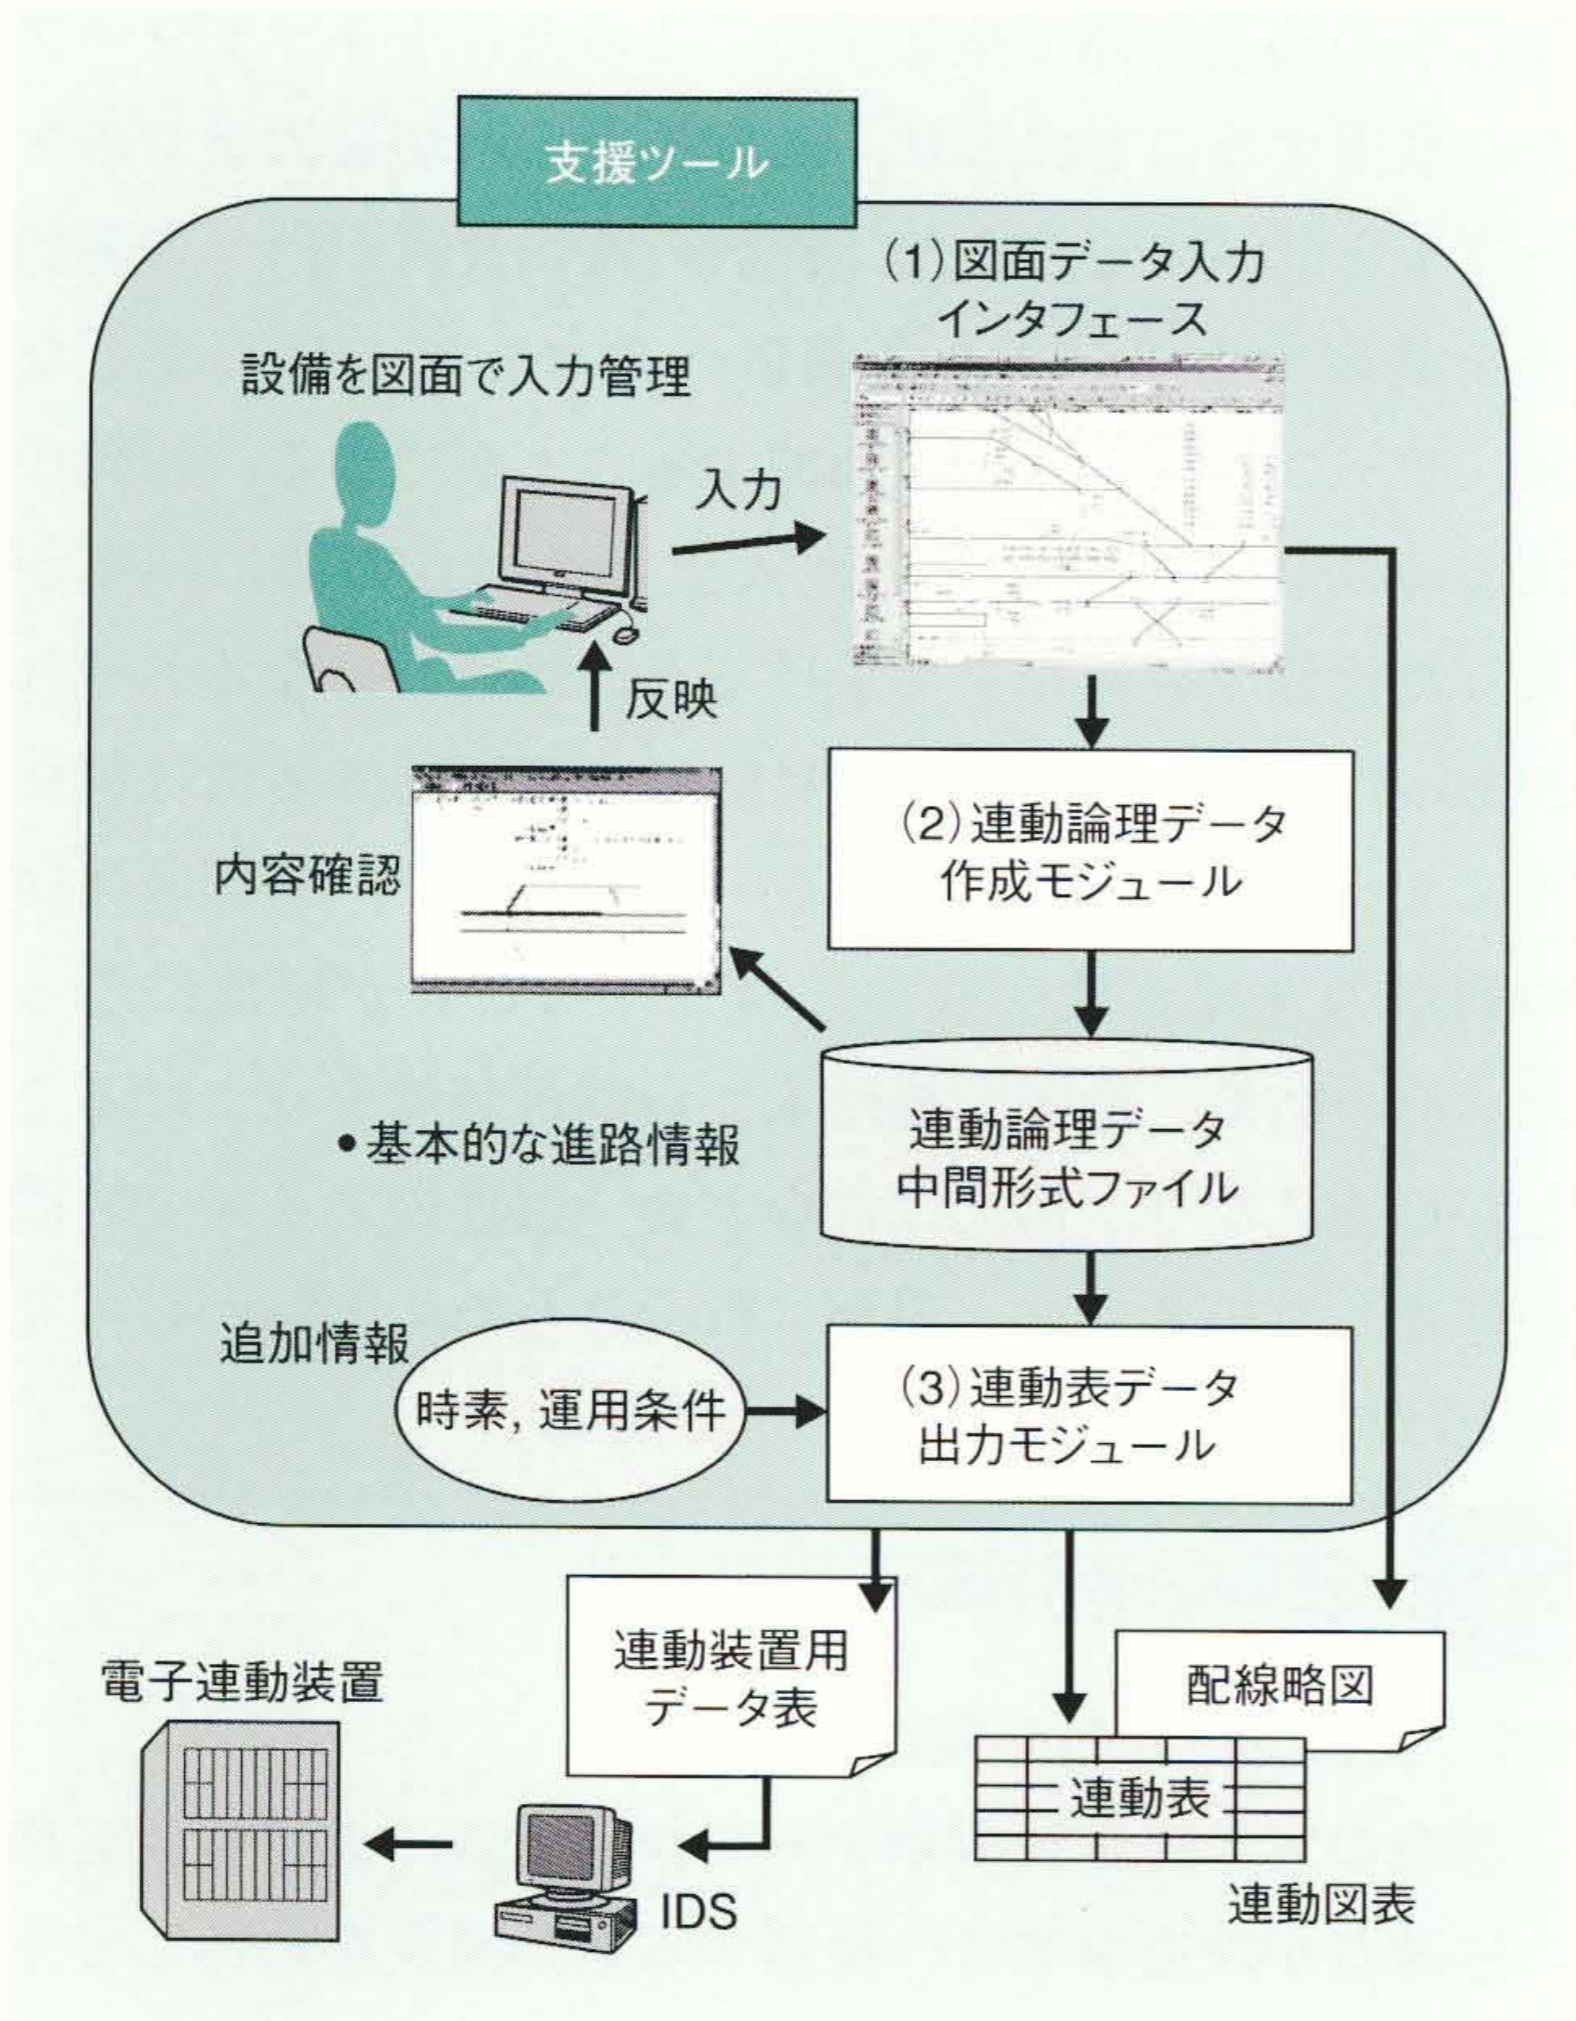 支援ツール
(1)図面データ入力
インタフェース
設備を図面で入力管理
入力
反映
(2)連動論理データ
作成モジュール
内容確認
連動論理データ
中間形式ファイル
•基本的な進路情報
追加情報
時素, 運用条件
(3)連動表データ
出力モジュール
連動装置用
データ表
配線略図
電子連動装置
連動表
IDS
連動図表